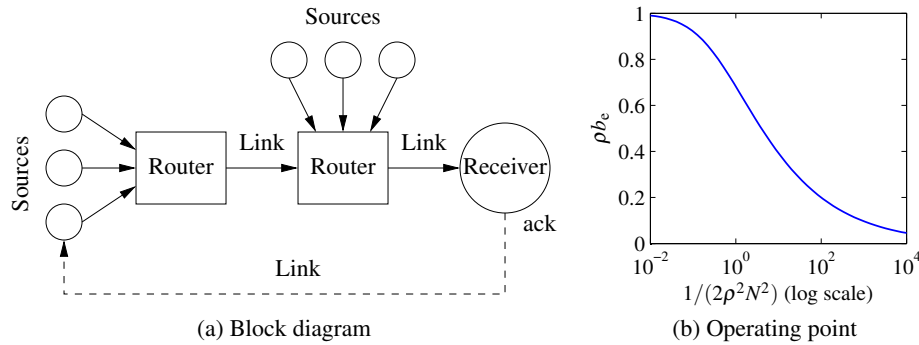 Sources
Sources
Router
Link
Router
Link
Receiver
ack
Link
(a) Block diagram
1
0.8
0.6
0.4
0.2
0
ρb_e
10^−2
10^0
10^2
10^4
1/(2ρ^2N^2) (log scale)
(b) Operating point